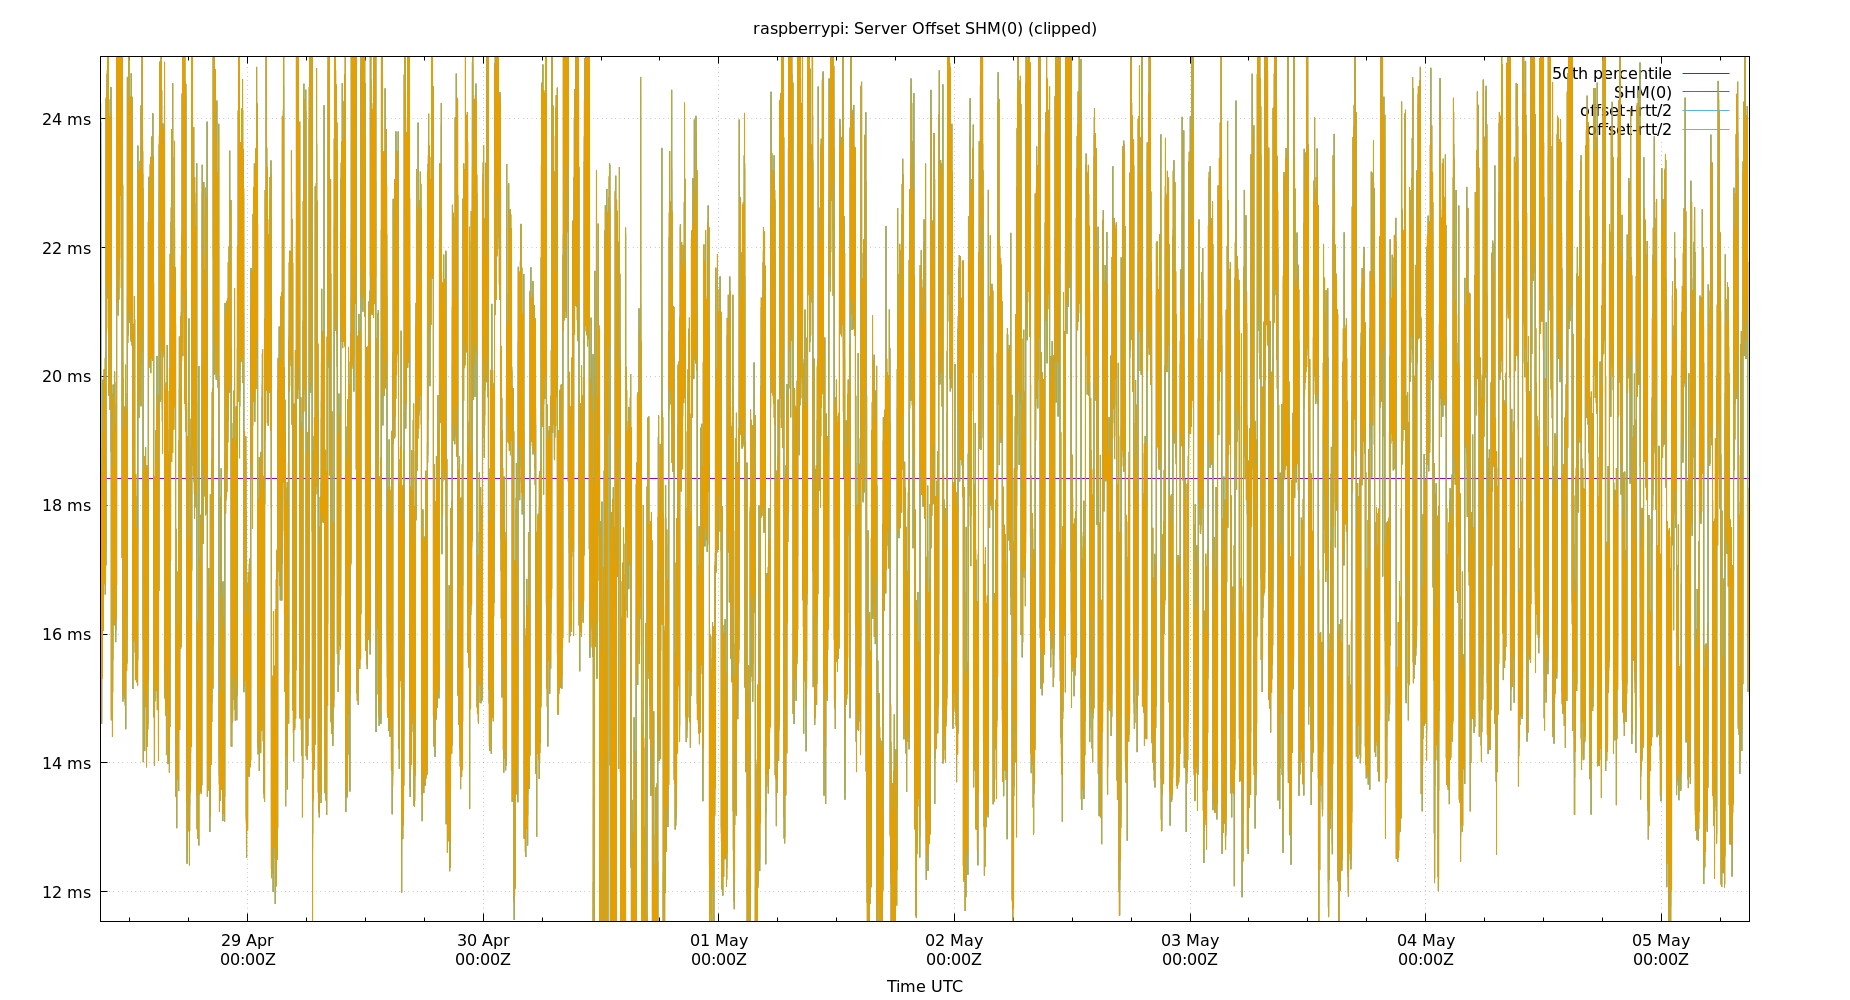 raspberrypi: Server Offset SHM(0) (clipped)
50th percentile
SHM(0)
offset+rtt/2
offset-rtt/2
24 ms
22 ms
20 ms
18 ms
16 ms
14 ms
12 ms
29 Apr 30 Apr 01 May 02 May 03 May 04 May 05 May
00:00Z 00:00Z 00:00Z 00:00Z 00:00Z 00:00Z 00:00Z
Time UTC